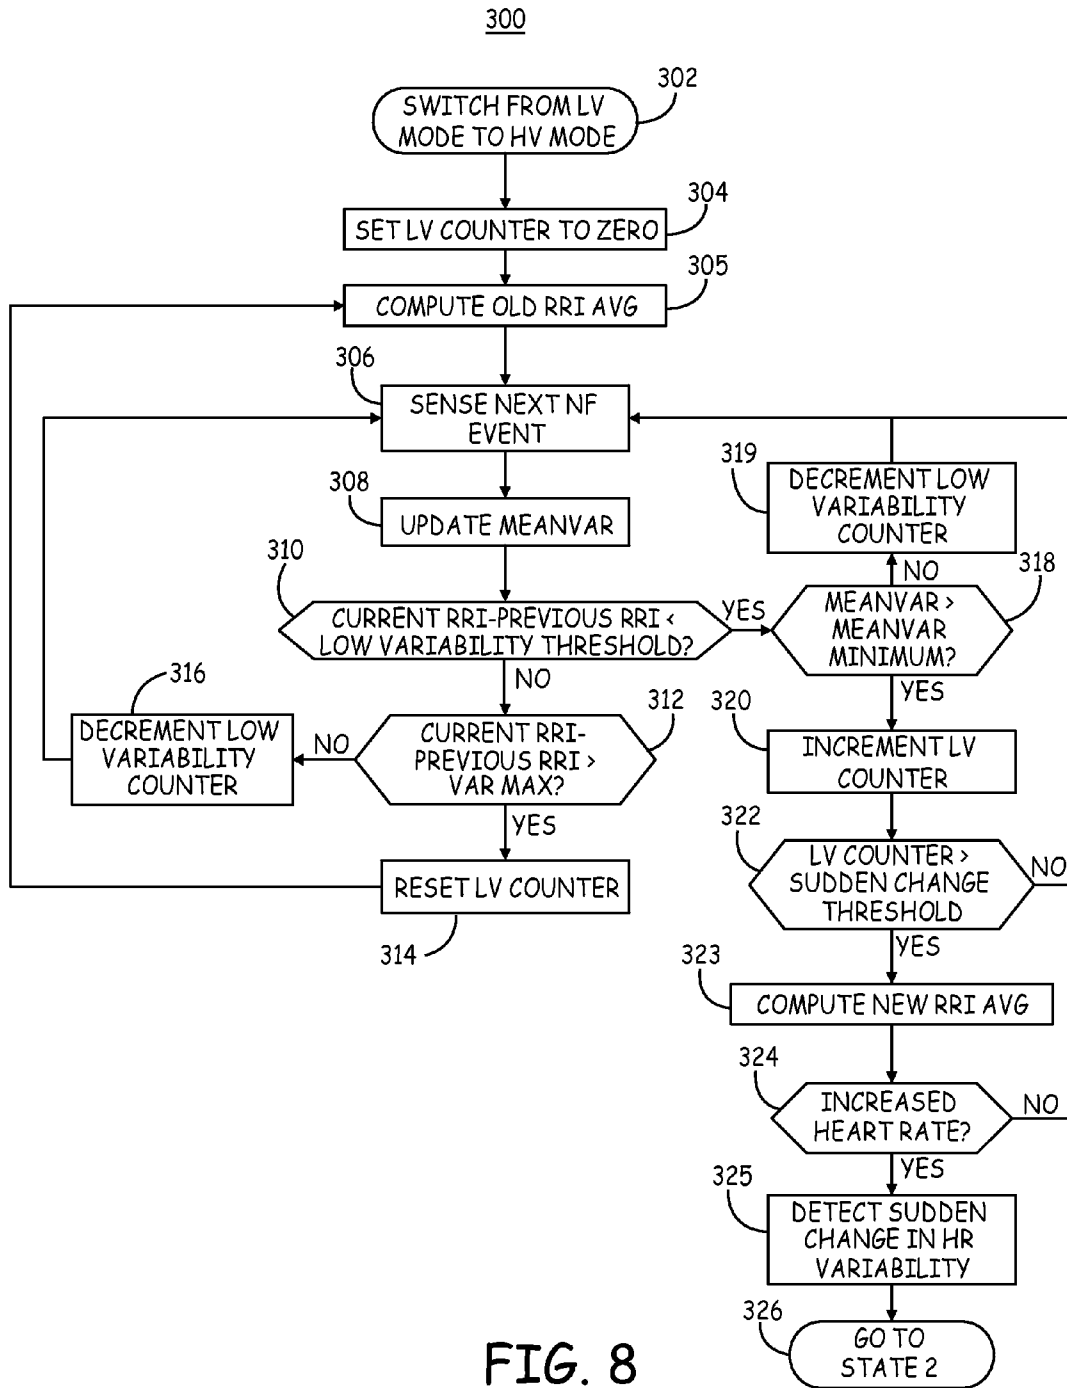 300
302
SWITCH FROM LV
MODE TO HV MODE
304
SET LV COUNTER TO ZERO
305
COMPUTE OLD RRI AVG
306
SENSE NEXT NF
EVENT
308
UPDATE MEANVAR
310
CURRENT RRI-PREVIOUS RRI <
LOW VARIABILITY THRESHOLD?
YES
NO
312
CURRENT RRI-
PREVIOUS RRI >
VAR MAX?
NO
YES
316
DECREMENT LOW
VARIABILITY
COUNTER
RESET LV COUNTER
314
319
DECREMENT LOW
VARIABILITY
COUNTER
NO
318
MEANVAR >
MEANVAR
MINIMUM?
YES
320
INCREMENT LV
COUNTER
322
LV COUNTER >
SUDDEN CHANGE
THRESHOLD
NO
YES
323
COMPUTE NEW RRI AVG
324
INCREASED
HEART RATE?
NO
YES
325
DETECT SUDDEN
CHANGE IN HR
VARIABILITY
326
GO TO
STATE 2
FIG. 8